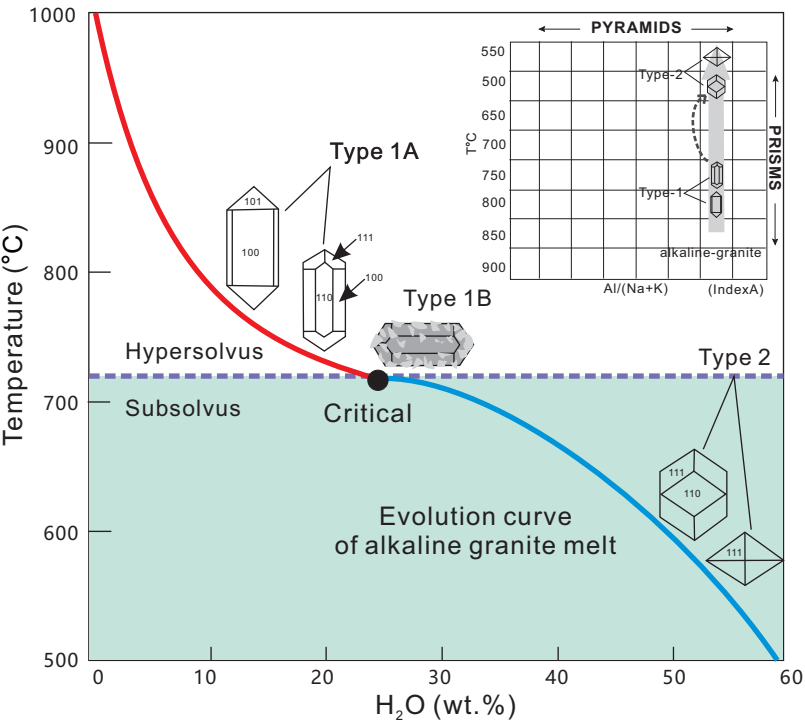 1000
900
800
700
600
500
Temperature (°C)
0
10
20
30
40
50
60
H2O (wt.%)
Type 1A
101
100
111
100
110
Type 1B
Hypersolvus
Subsolvus
Critical
Type 2
111
110
111
Evolution curve
of alkaline granite melt
PYRAMIDS
550
500
650
700
750
800
850
900
T°C
PRISMS
Type-2
Type-1
alkaline-granite
Al/(Na+K)
(IndexA)